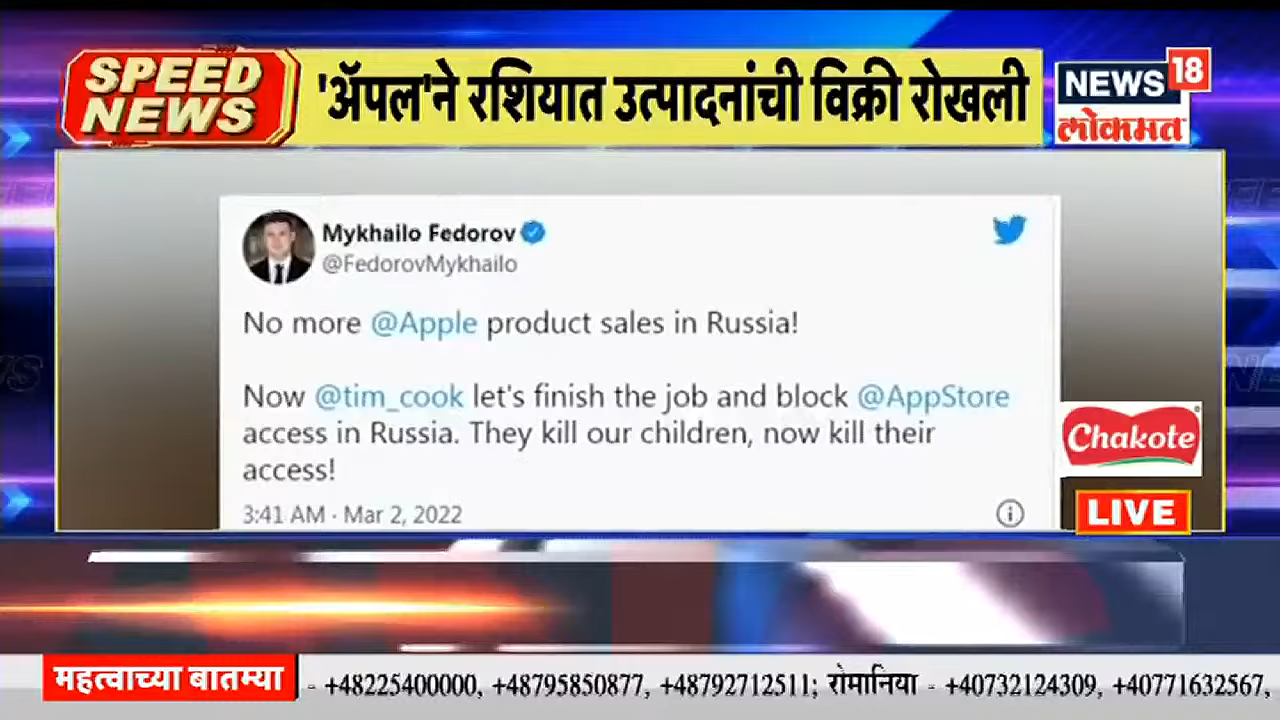 SPEED
NEWS
'ॲपल'ने रशियात उत्पादनांची विक्री रोखली
NEWS 18
लोकमत
Mykhailo Fedorov
@FedorovMykhailo
No more @Apple product sales in Russia!
Now @tim_cook let's finish the job and block @AppStore
access in Russia. They kill our children, now kill their
access!
3:41 AM · Mar 2, 2022
Chakote
LIVE
महत्वाच्या बातम्या
- +48225400000, +48795850877, +48792712511; रोमानिया - +40732124309, +40771632567,